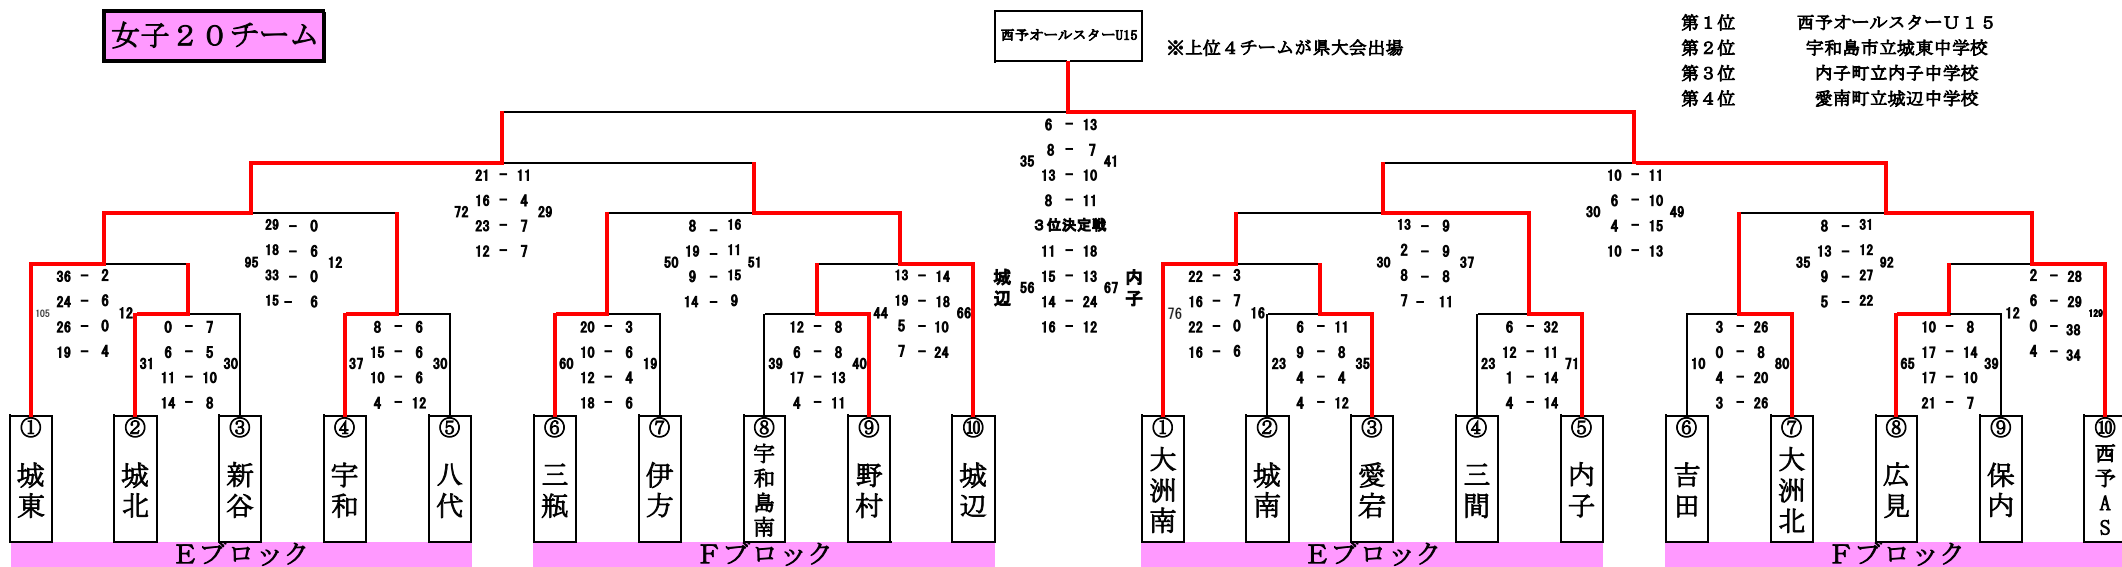 女子２０チーム
西予オールスターU15
※上位４チームが県大会出場
第１位 西予オールスターＵ１５
第２位 宇和島市立城東中学校
第３位 内子町立内子中学校
第４位 愛南町立城辺中学校
6 - 13
8 - 7
35 41
13 - 10
8 - 11
３位決定戦
11 - 18
15 - 13
城辺 56 67 内子
14 - 24
16 - 12
21 - 11
16 - 4
72 29
23 - 7
12 - 7
10 - 11
6 - 10
30 49
4 - 15
10 - 13
29 - 0
18 - 6
95 12
33 - 0
15 - 6
8 - 16
19 - 11
50 51
9 - 15
14 - 9
13 - 9
2 - 9
30 37
8 - 8
7 - 11
8 - 31
13 - 12
35 92
9 - 27
5 - 22
36 - 2
24 - 6
105 12
26 - 0
19 - 4
13 - 14
19 - 18
44 66
5 - 10
7 - 24
22 - 3
16 - 7
76 16
22 - 0
16 - 6
2 - 28
6 - 29
12 129
0 - 38
4 - 34
0 - 7
6 - 5
31 30
11 - 10
14 - 8
8 - 6
15 - 6
37 30
10 - 6
4 - 12
20 - 3
10 - 6
60 19
12 - 4
18 - 6
12 - 8
6 - 8
39 40
17 - 13
4 - 11
6 - 11
9 - 8
23 35
4 - 4
4 - 12
6 - 32
12 - 11
23 71
1 - 14
4 - 14
3 - 26
0 - 8
10 80
4 - 20
3 - 26
10 - 8
17 - 14
65 39
17 - 10
21 - 7
① 城東
② 城北
③ 新谷
④ 宇和
⑤ 八代
⑥ 三瓶
⑦ 伊方
⑧ 宇和島南
⑨ 野村
⑩ 城辺
① 大洲南
② 城南
③ 愛宕
④ 三間
⑤ 内子
⑥ 吉田
⑦ 大洲北
⑧ 広見
⑨ 保内
⑩ 西予ＡＳ
Ｅブロック
Ｆブロック
Ｅブロック
Ｆブロック